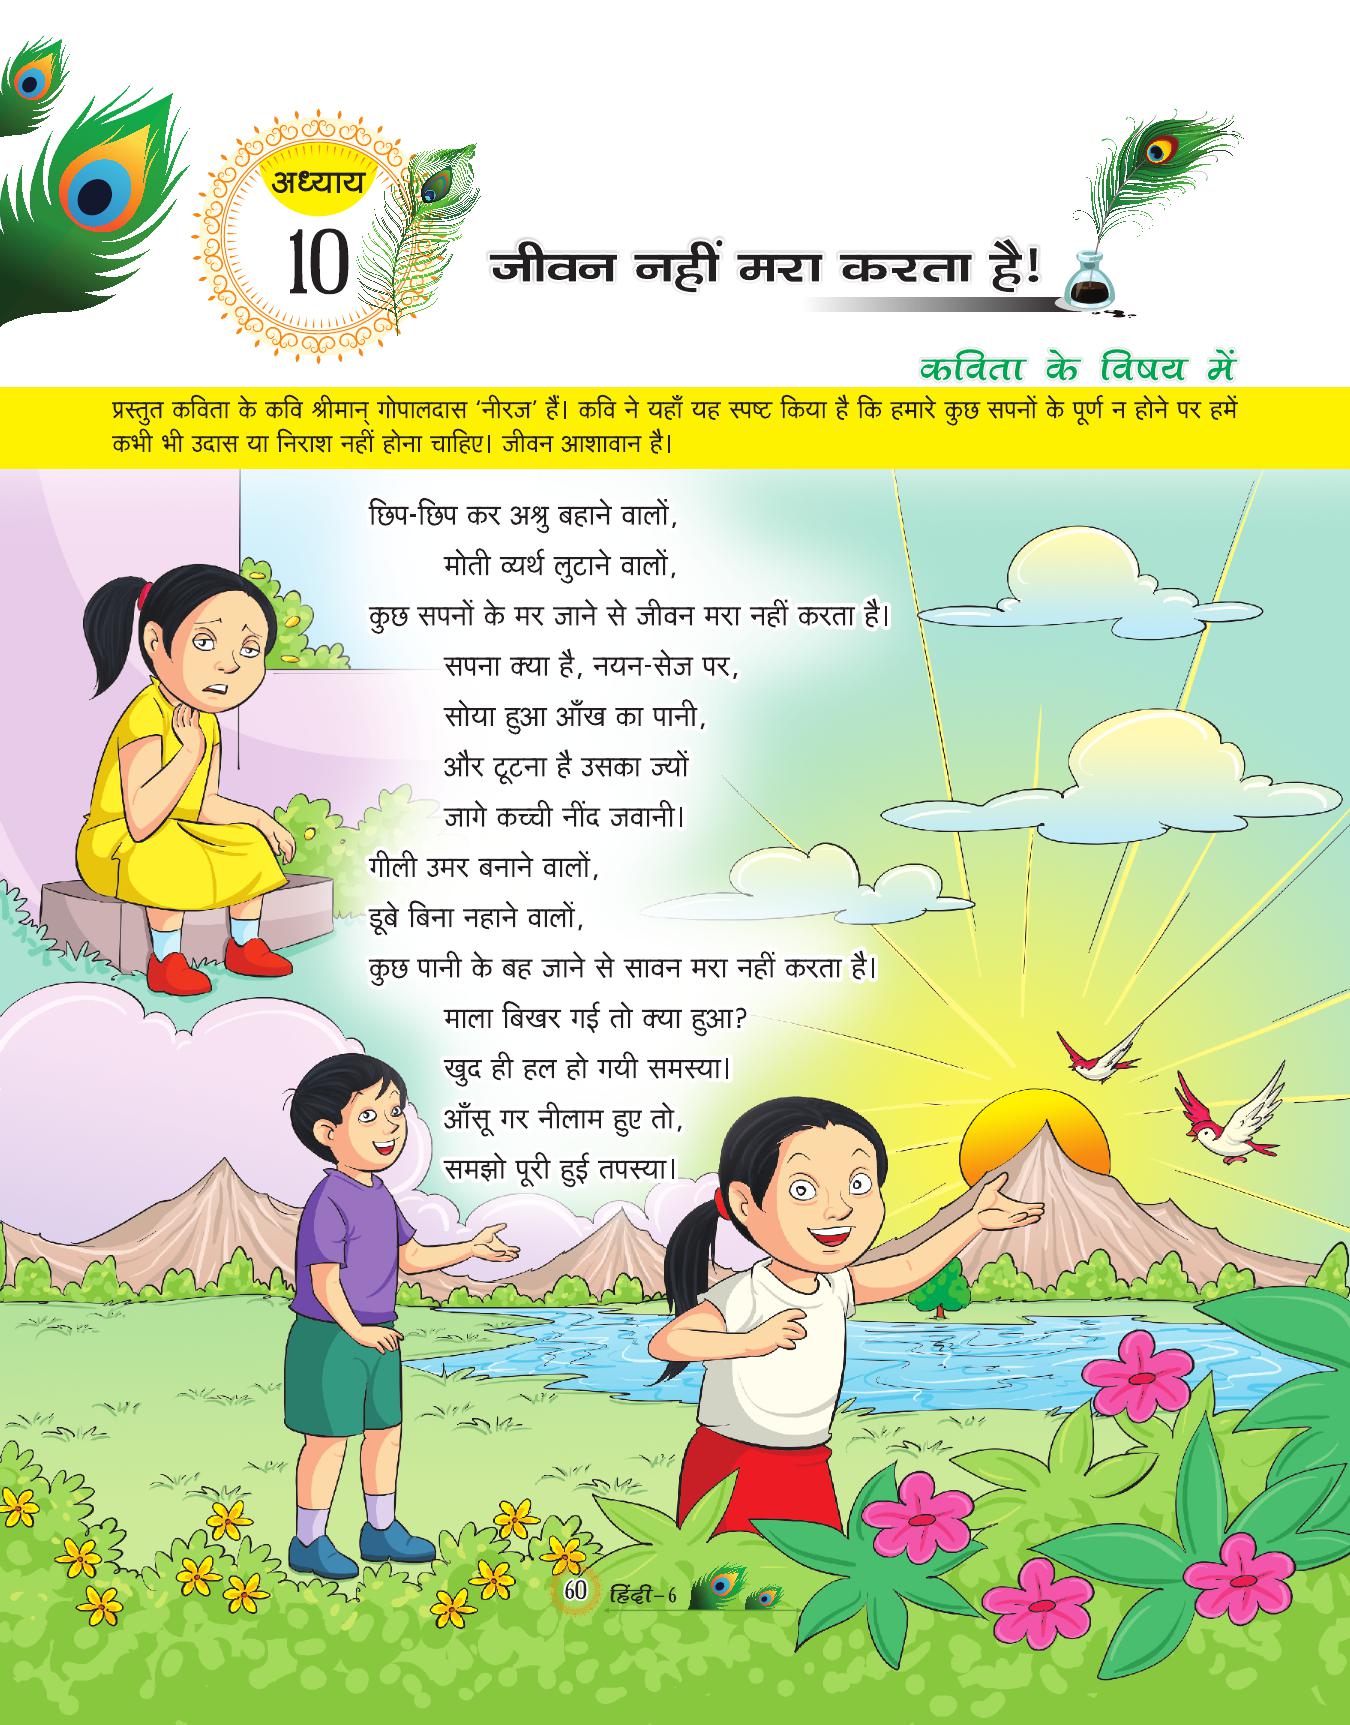 अध्याय
10
जीवन नहीं मरा करता है!
कविता के विषय में
प्रस्तुत कविता के कवि श्रीमान् गोपालदास ‘नीरज’ हैं। कवि ने यहाँ यह स्पष्ट किया है कि हमारे कुछ सपनों के पूर्ण न होने पर हमें
कभी भी उदास या निराश नहीं होना चाहिए। जीवन आशावान है।
छिप-छिप कर अश्रु बहाने वालों,
मोती व्यर्थ लुटाने वालों,
कुछ सपनों के मर जाने से जीवन मरा नहीं करता है।
सपना क्या है, नयन-सेज पर,
सोया हुआ आँख का पानी,
और टूटना है उसका ज्यों
जागे कच्ची नींद जवानी।
गीली उमर बनाने वालों,
डूबे बिना नहाने वालों,
कुछ पानी के बह जाने से सावन मरा नहीं करता है।
माला बिखर गई तो क्या हुआ?
खुद ही हल हो गयी समस्या।
आँसू गर नीलाम हुए तो,
समझो पूरी हुई तपस्या।
60 हिंदी–6